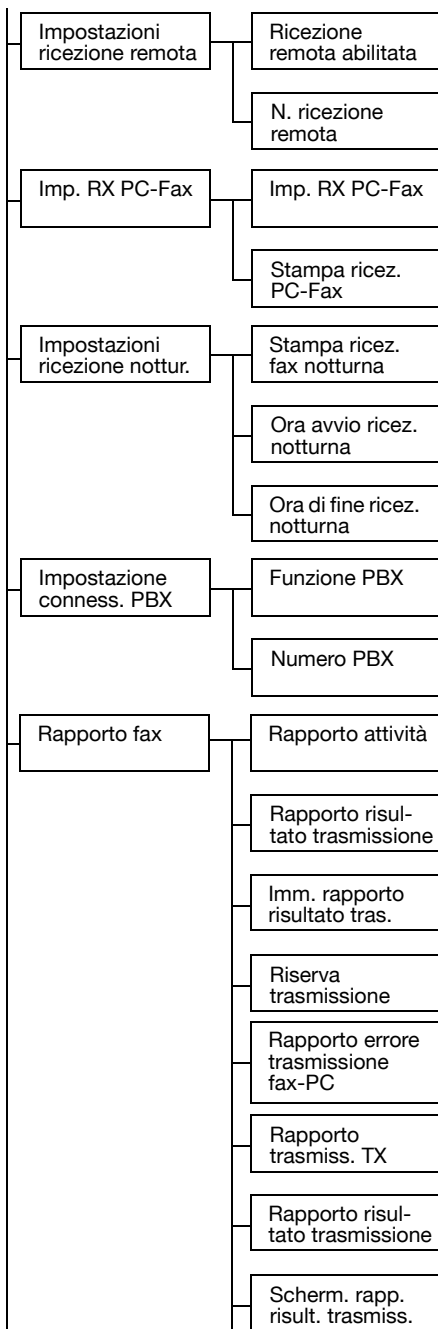 Impostazioni
ricezione remota
Ricezione
remota abilitata
N. ricezione
remota
Imp. RX PC-Fax
Imp. RX PC-Fax
Stampa ricez.
PC-Fax
Impostazioni
ricezione nottur.
Stampa ricez.
fax notturna
Ora avvio ricez.
notturna
Ora di fine ricez.
notturna
Impostazione
conness. PBX
Funzione PBX
Numero PBX
Rapporto fax
Rapporto attività
Rapporto risul-
tato trasmissione
Imm. rapporto
risultato tras.
Riserva
trasmissione
Rapporto errore
trasmissione
fax-PC
Rapporto
trasmiss. TX
Rapporto risul-
tato trasmissione
Scherm. rapp.
risult. trasmiss.